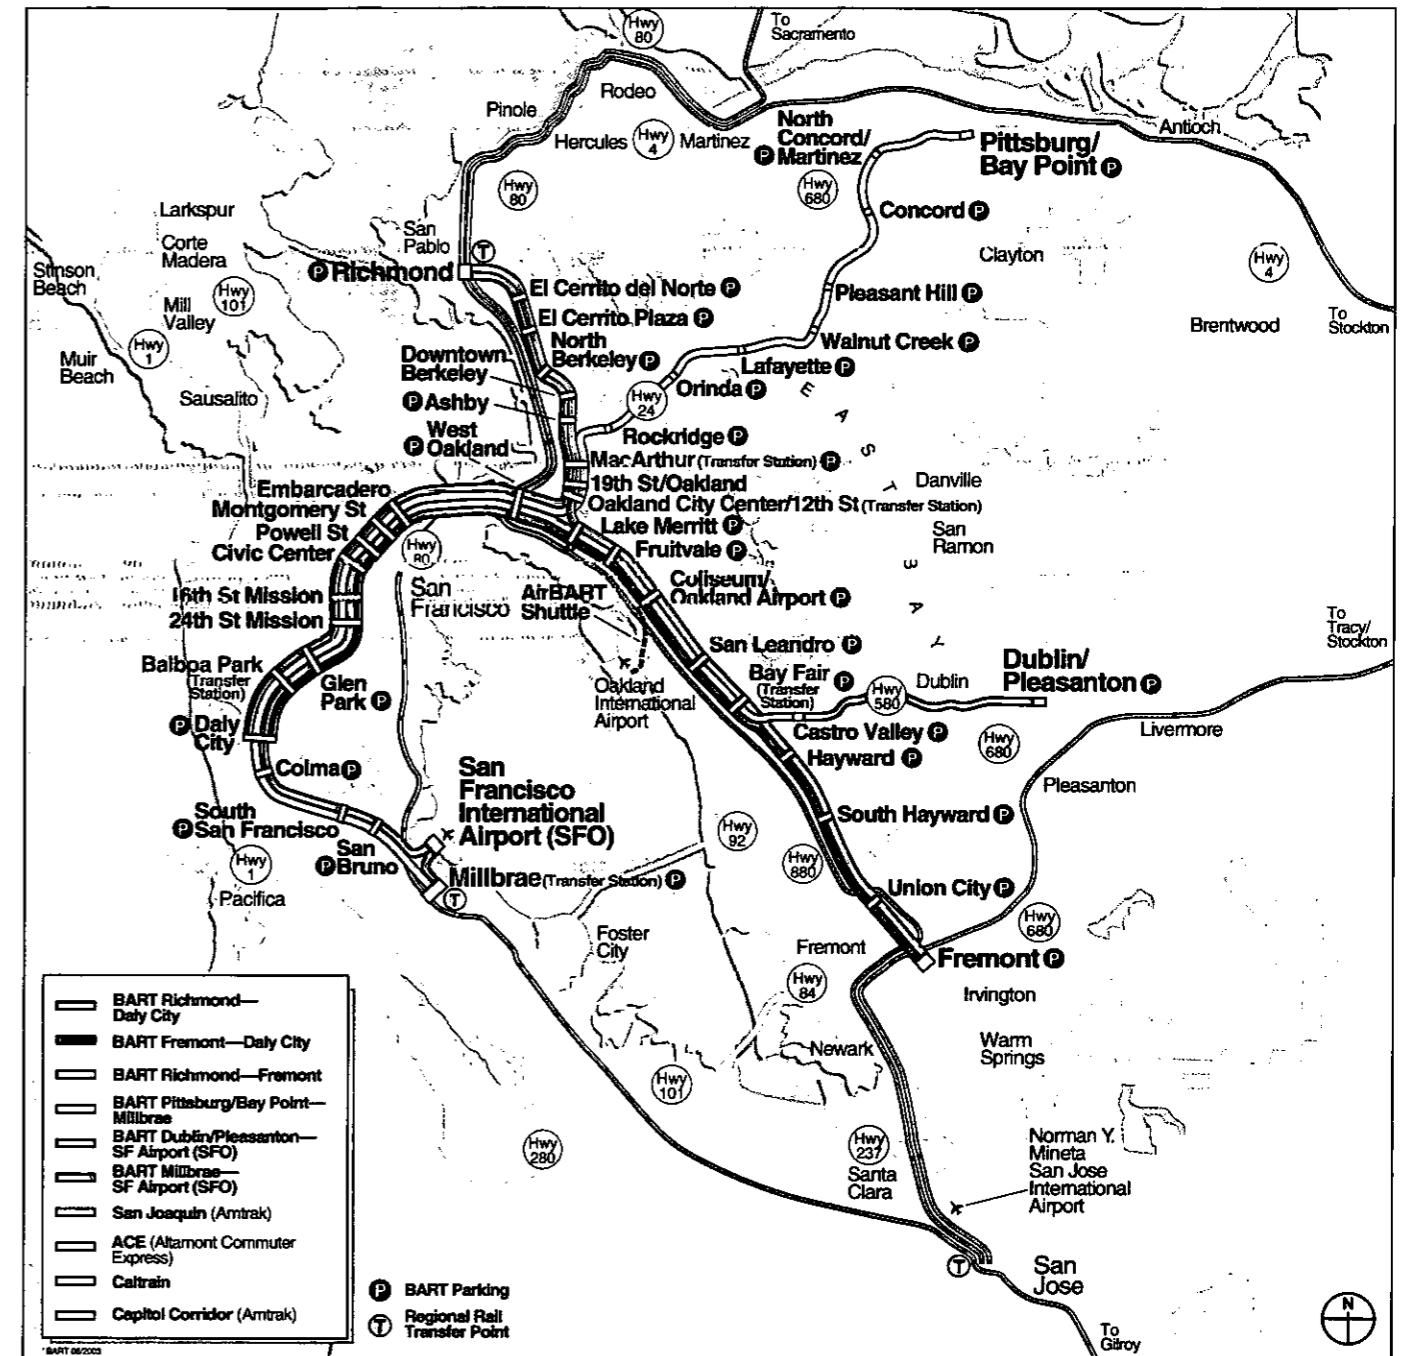 Hwy
80
To
Sacramento
Rodeo
Pinole
Hercules
Hwy
4
Martinez
North
Concord/
Martinez
P
Antioch
Pittsburg/
Bay Point P
Hwy
80
Hwy
680
Larkspur
Corte
Madera
San
Pablo
T
Concord P
Clayton
Hwy
4
Stinson
Beach
Hwy
101
P Richmond
El Cerrito del Norte P
Pleasant Hill P
Mill
Valley
El Cerrito Plaza P
Brentwood
To
Stockton
Hwy
1
Muir
Beach
North
Berkeley P
Walnut Creek P
Downtown
Berkeley
Lafayette P
Sausalito
Orinda P
Hwy
24
P Ashby
EAST BAY
West
P Oakland
Rockridge P
MacArthur (Transfer Station) P
Embarcadero
19th St/Oakland
Danville
Montgomery St
Oakland City Center/12th St (Transfer Station)
Powell St
Lake Merritt P
San
Ramon
Civic Center
Hwy
80
Fruitvale P
16th St Mission
San
Francisco
AirBART
Shuttle
Coliseum/
Oakland Airport P
24th St Mission
To
Tracy/
Stockton
San Leandro P
Balboa Park
(Transfer
Station)
Glen
Park P
Oakland
International
Airport
Bay Fair
(Transfer
Station)
P
Hwy
580
Dublin
Dublin/
Pleasanton P
P Daly
City
Castro Valley P
Hwy
680
Livermore
Hayward P
Colma P
San
Francisco
International
Airport (SFO)
Pleasanton
South
P San Francisco
South Hayward P
Hwy
92
San
P Bruno
Hwy
1
Hwy
880
Millbrae (Transfer Station) P
T
Union City P
Pacifica
Hwy
680
Foster
City
Fremont
Fremont P
Hwy
84
Irvington
Newark
Warm
Springs
Hwy
101
Hwy
280
Hwy
237
Santa
Clara
Norman Y.
Mineta
San Jose
International
Airport
T
San
Jose
To
Gilroy
N
BART Richmond—
Daly City
BART Fremont—Daly City
BART Richmond—Fremont
BART Pittsburg/Bay Point—
Millbrae
BART Dublin/Pleasanton—
SF Airport (SFO)
BART Millbrae—
SF Airport (SFO)
San Joaquin (Amtrak)
ACE (Altamont Commuter
Express)
Caltrain
Capitol Corridor (Amtrak)
P BART Parking
T Regional Rail
Transfer Point
BART 06/2003